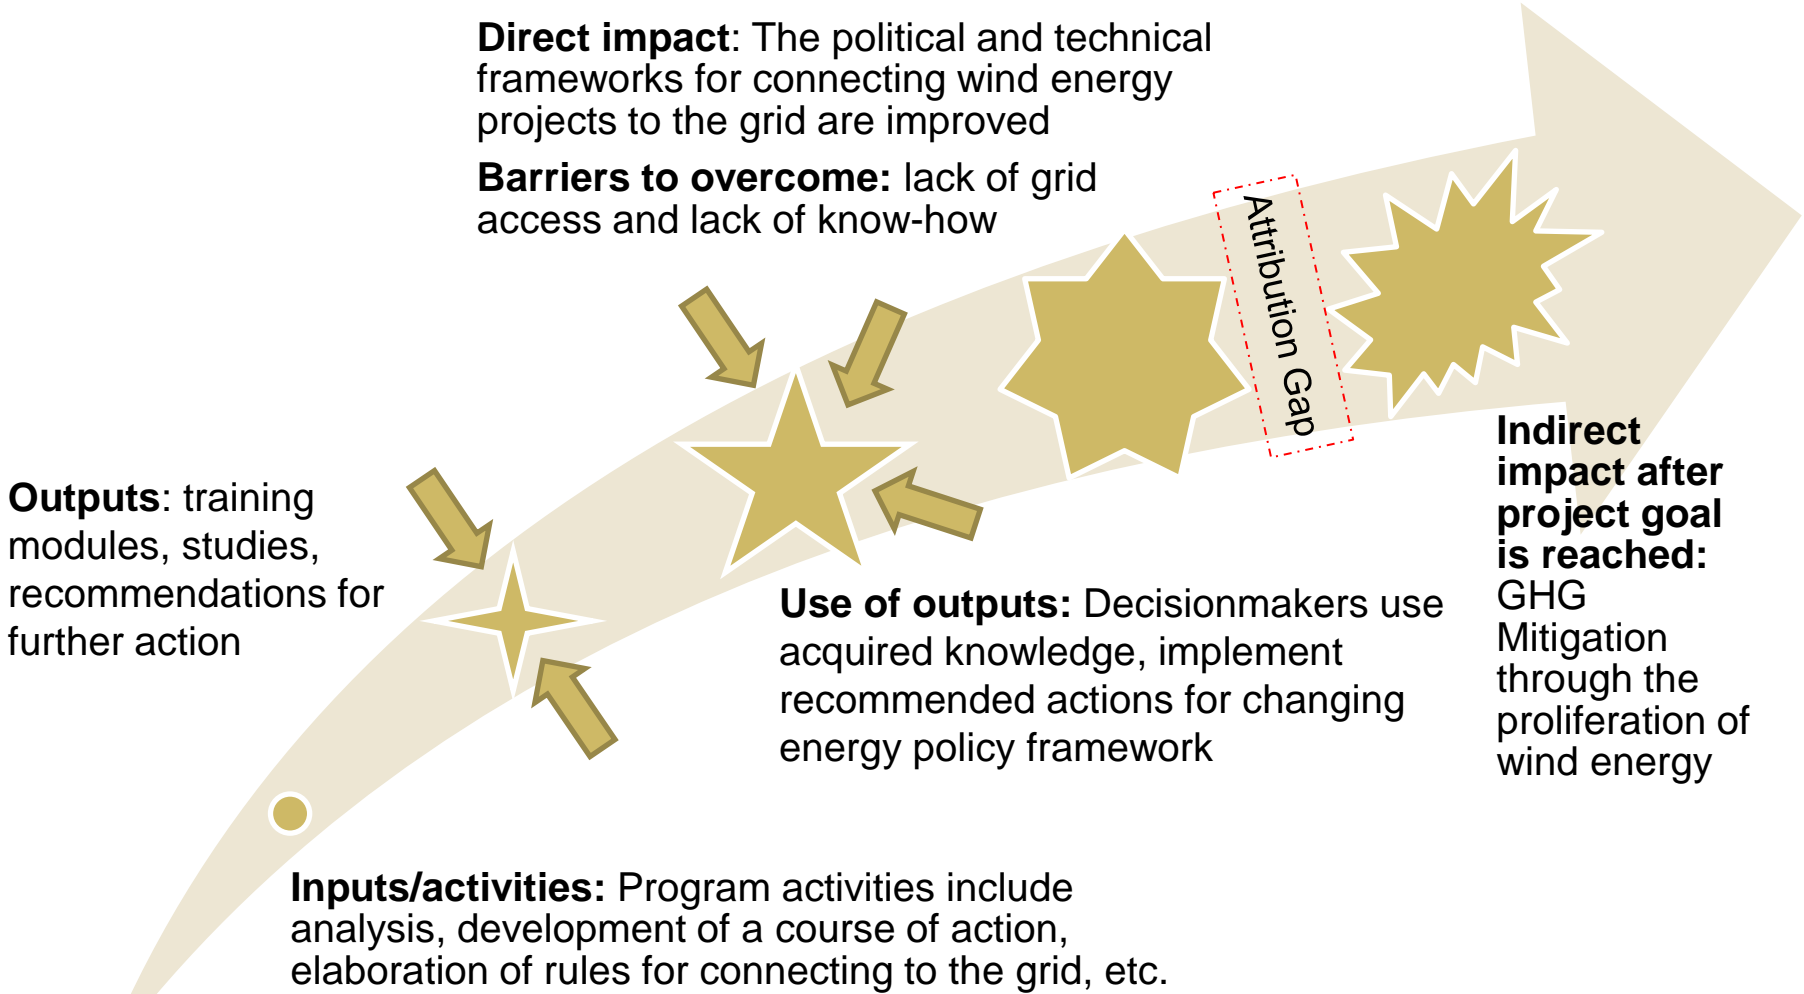 Direct impact: The political and technical
frameworks for connecting wind energy
projects to the grid are improved
Barriers to overcome: lack of grid
access and lack of know-how
Attribution Gap
Outputs: training
modules, studies,
recommendations for
further action
Use of outputs: Decisionmakers use
acquired knowledge, implement
recommended actions for changing
energy policy framework
Indirect
impact after
project goal
is reached:
GHG
Mitigation
through the
proliferation of
wind energy
Inputs/activities: Program activities include
analysis, development of a course of action,
elaboration of rules for connecting to the grid, etc.